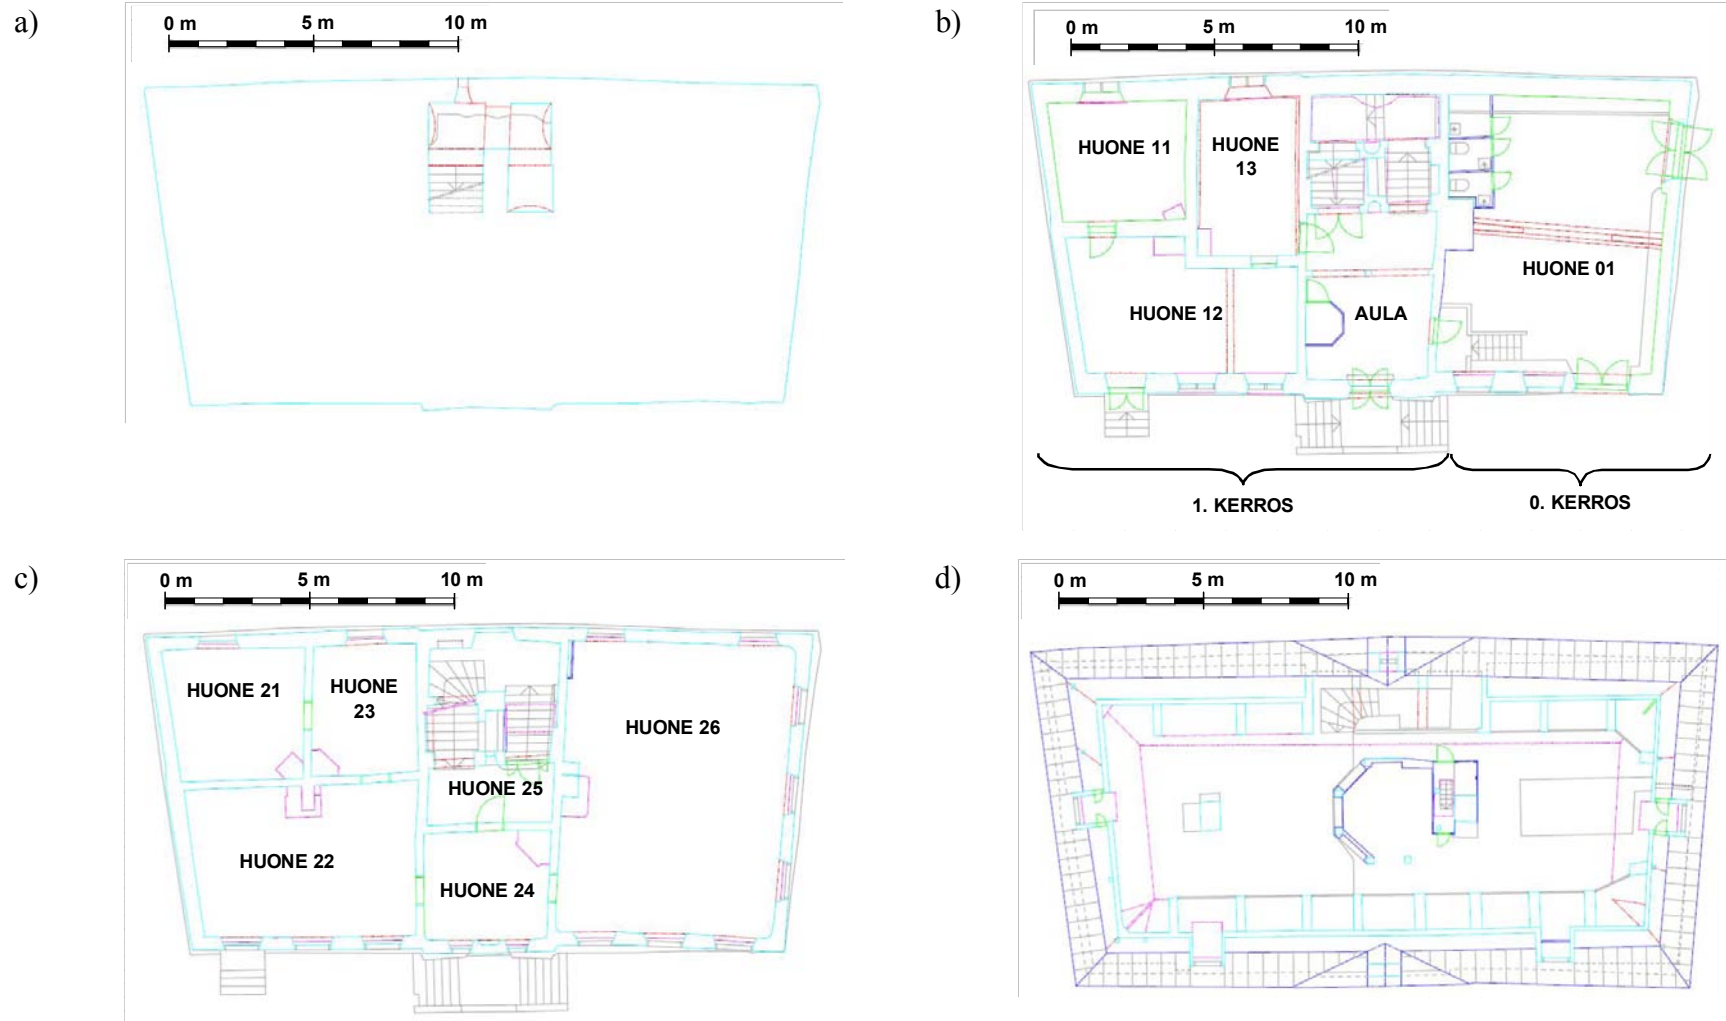 a)
0 m 5 m 10 m
b)
0 m 5 m 10 m
HUONE 11
HUONE
13
HUONE 01
HUONE 12
AULA
1. KERROS
0. KERROS
c)
0 m 5 m 10 m
HUONE 21
HUONE
23
HUONE 26
HUONE 25
HUONE 22
HUONE 24
d)
0 m 5 m 10 m